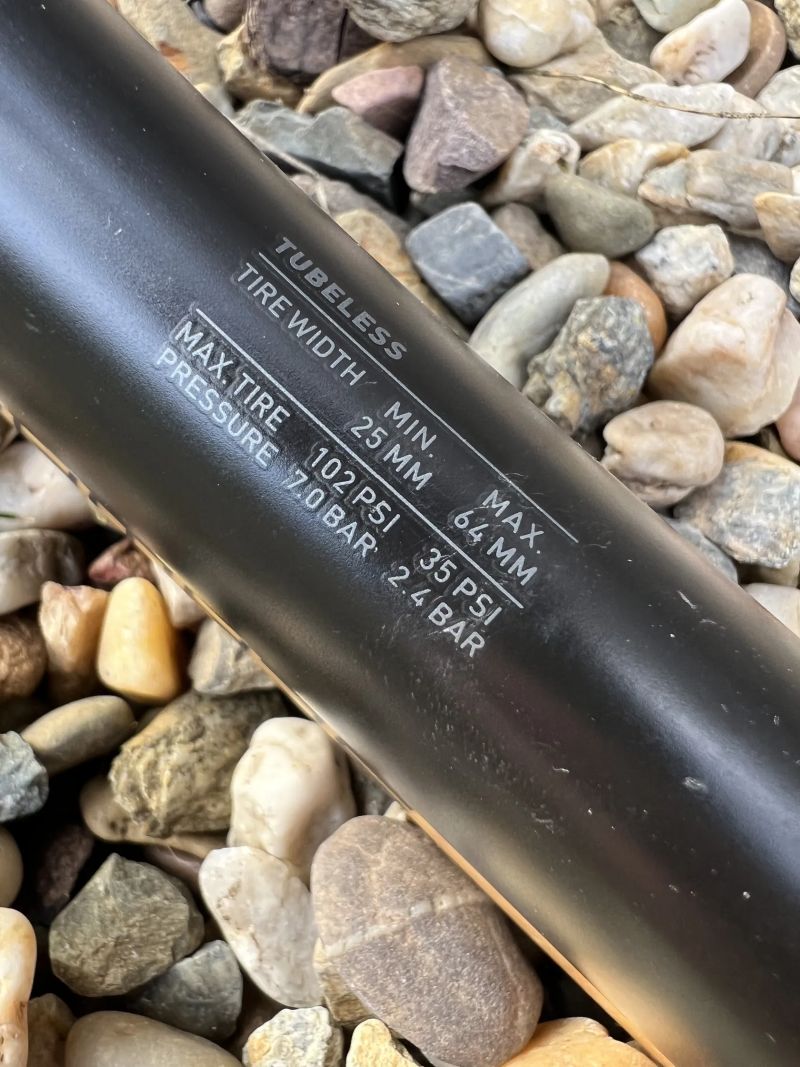 TUBELESS
TIRE WIDTH MIN. MAX.
25 MM 64 MM
MAX. TIRE 102 PSI 35 PSI
PRESSURE 7.0 BAR 2.4 BAR